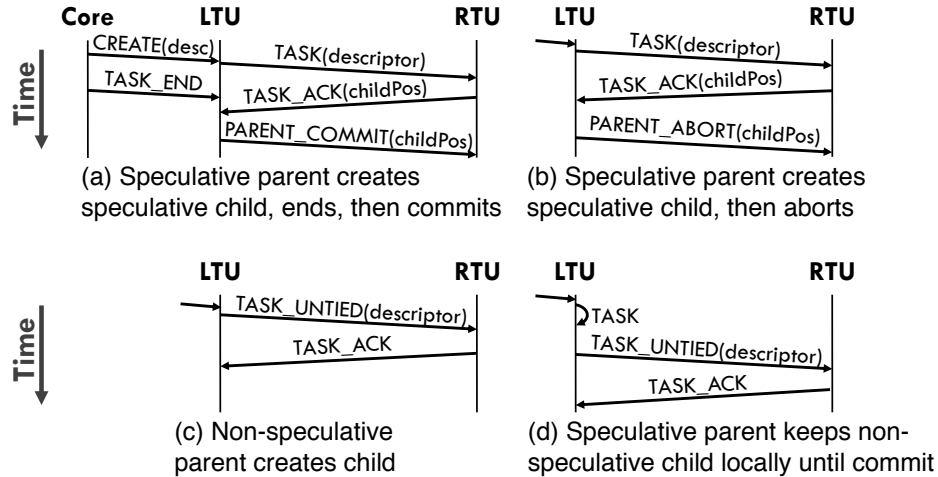 Core LTU RTU
Time
CREATE(desc)
TASK(descriptor)
TASK_END
TASK_ACK(childPos)
PARENT_COMMIT(childPos)
(a) Speculative parent creates
speculative child, ends, then commits
LTU RTU
TASK(descriptor)
TASK_ACK(childPos)
PARENT_ABORT(childPos)
(b) Speculative parent creates
speculative child, then aborts
LTU RTU
Time
TASK_UNTIED(descriptor)
TASK_ACK
(c) Non-speculative
parent creates child
LTU RTU
TASK
TASK_UNTIED(descriptor)
TASK_ACK
(d) Speculative parent keeps non-
speculative child locally until commit